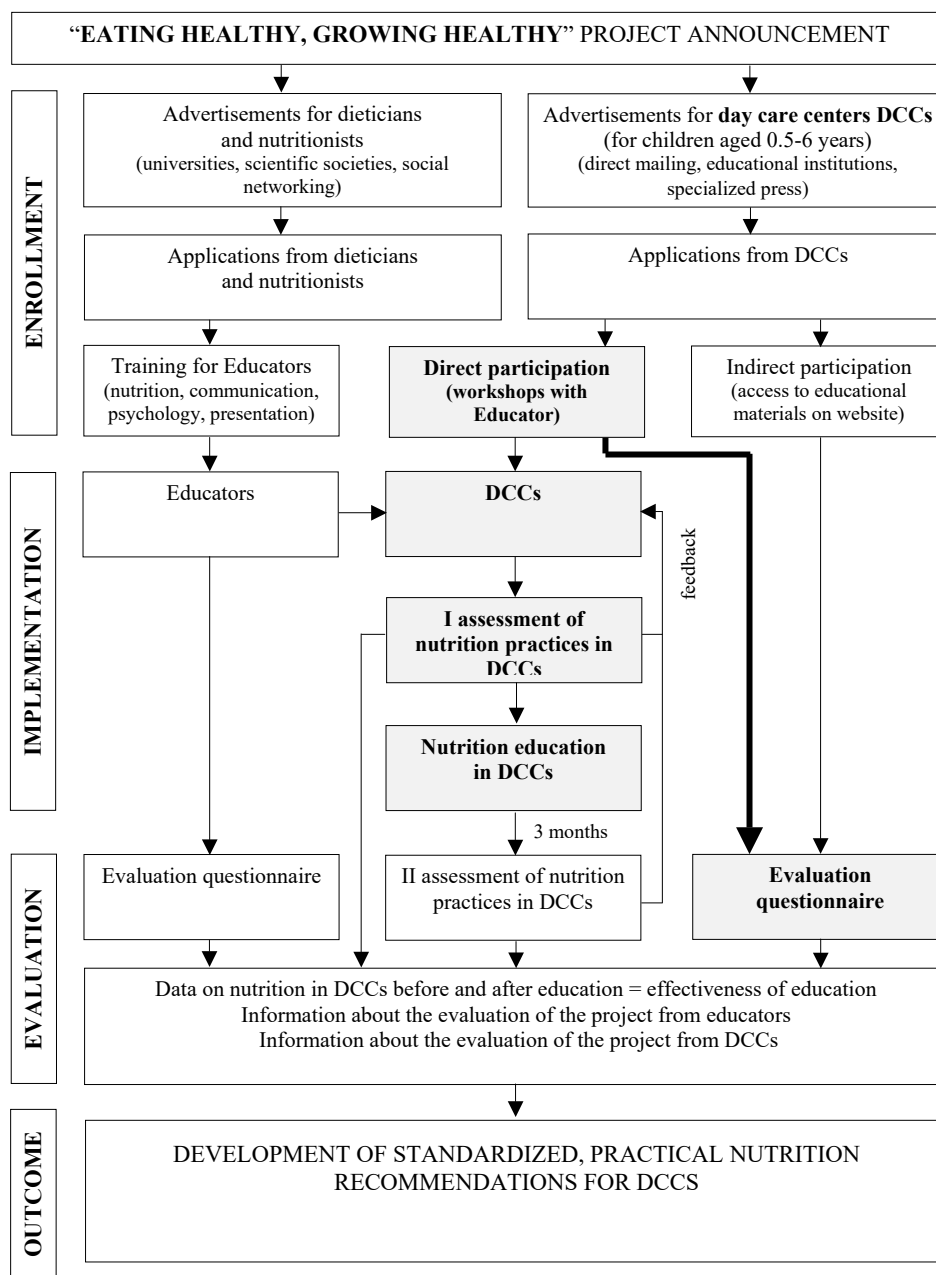 “EATING HEALTHY, GROWING HEALTHY” PROJECT ANNOUNCEMENT
ENROLLMENT
Advertisements for dieticians
and nutritionists
(universities, scientific societies, social
networking)
Advertisements for day care centers DCCs
(for children aged 0.5-6 years)
(direct mailing, educational institutions,
specialized press)
Applications from dieticians
and nutritionists
Applications from DCCs
Training for Educators
(nutrition, communication,
psychology, presentation)
Direct participation
(workshops with
Educator)
Indirect participation
(access to educational
materials on website)
IMPLEMENTATION
Educators
DCCs
feedback
I assessment of
nutrition practices in
DCCs
Nutrition education
in DCCs
3 months
EVALUATION
Evaluation questionnaire
II assessment of nutrition
practices in DCCs
Evaluation
questionnaire
Data on nutrition in DCCs before and after education = effectiveness of education
Information about the evaluation of the project from educators
Information about the evaluation of the project from DCCs
OUTCOME
DEVELOPMENT OF STANDARDIZED, PRACTICAL NUTRITION
RECOMMENDATIONS FOR DCCS